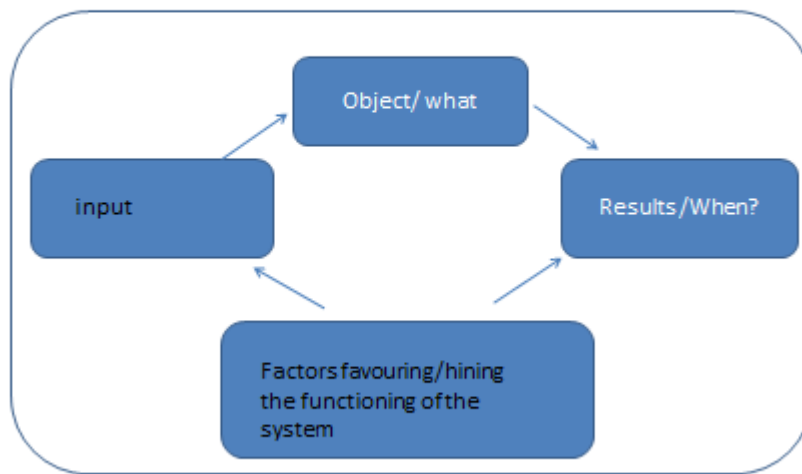 Object/ what
input
Results/When?
Factors favouring/hining
the functioning of the
system